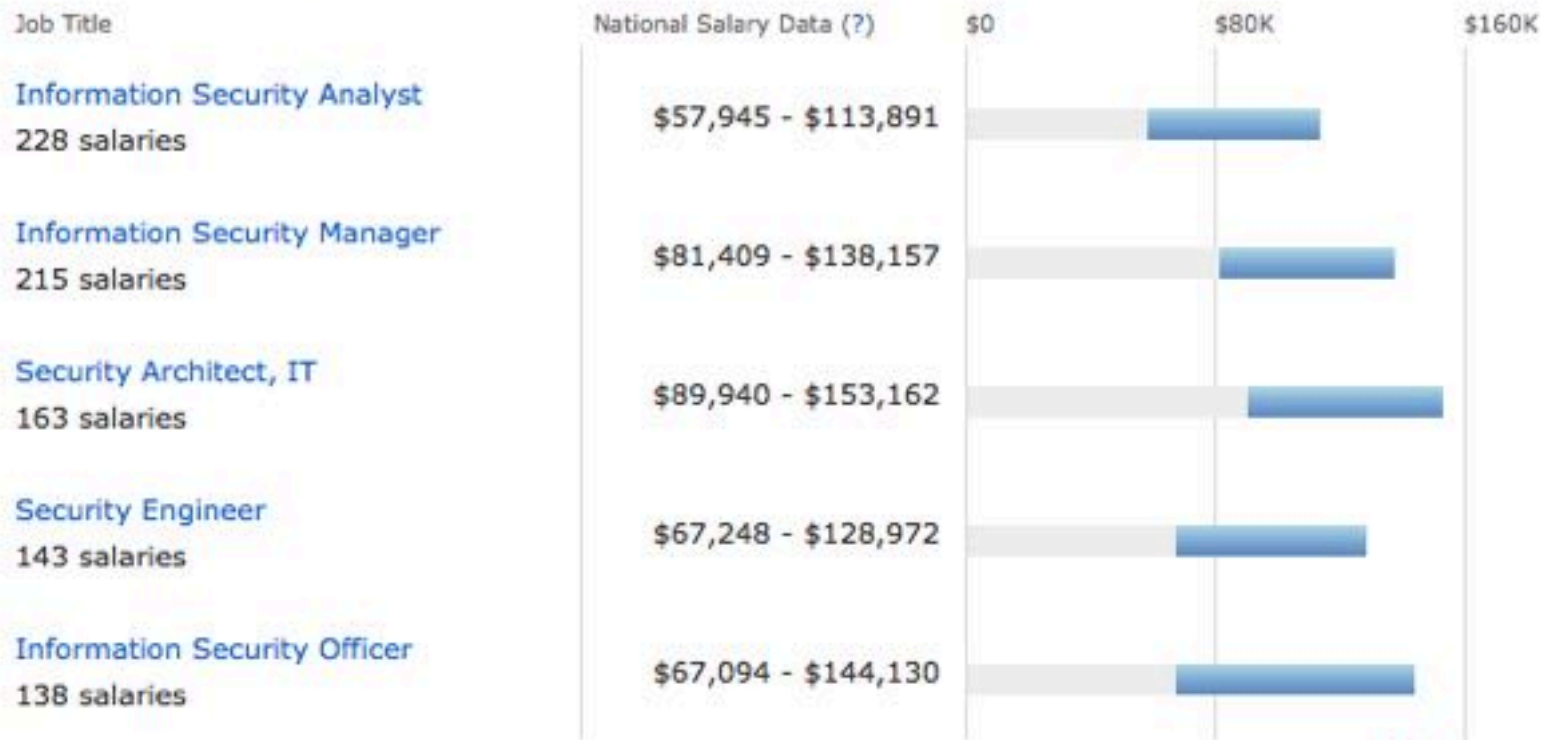 Job Title National Salary Data (?) $0 $80K $160K
Information Security Analyst
$57,945 - $113,891
228 salaries
Information Security Manager
$81,409 - $138,157
215 salaries
Security Architect, IT
$89,940 - $153,162
163 salaries
Security Engineer
$67,248 - $128,972
143 salaries
Information Security Officer
$67,094 - $144,130
138 salaries